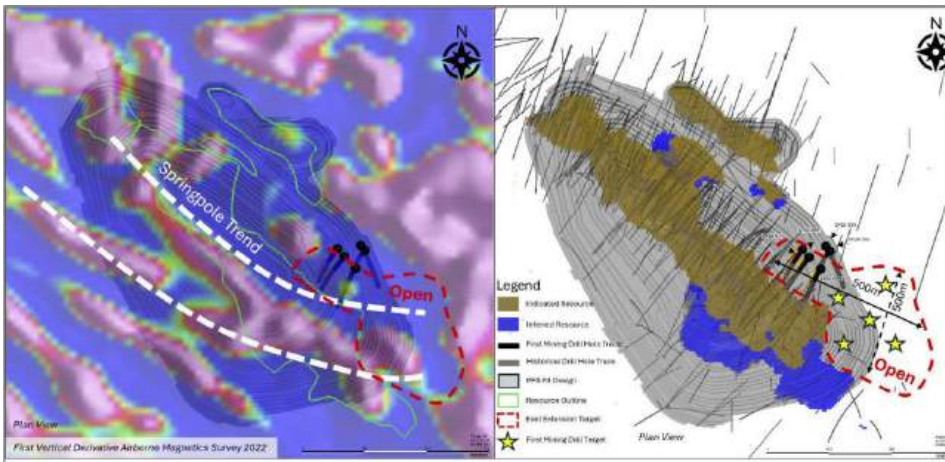 N
Springpole Trend
Open
Plan View
First Vertical Derivative Airborne Magnetics Survey 2022
N
500m
500m
Open
Legend
Indicated Resource
Inferred Resource
First Mining Drill Hole Trace
Historical Drill Hole Trace
PFS Pit Design
Resource Outline
East Extension Target
First Mining Drill Target
Plan View